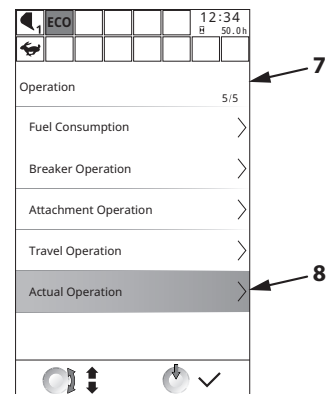 1 ECO 12:34
50.0h
7
Operation
5/5
Fuel Consumption
Breaker Operation
Attachment Operation
Travel Operation
Actual Operation
8